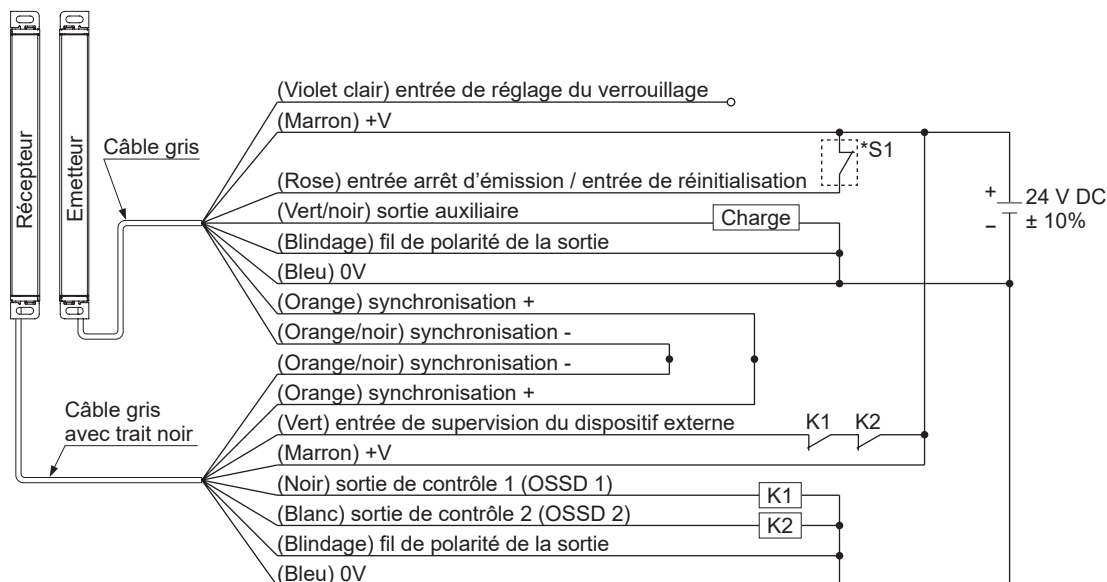 Récepteur
Emetteur
Câble gris
(Violet clair) entrée de réglage du verrouillage
(Marron) +V
*S1
(Rose) entrée arrêt d'émission / entrée de réinitialisation
(Vert/noir) sortie auxiliaire
Charge
+
−
24 V DC
± 10%
(Blindage) fil de polarité de la sortie
(Bleu) 0V
(Orange) synchronisation +
(Orange/noir) synchronisation -
(Orange/noir) synchronisation -
(Orange) synchronisation +
Câble gris
avec trait noir
(Vert) entrée de supervision du dispositif externe
K1
K2
(Marron) +V
(Noir) sortie de contrôle 1 (OSSD 1)
K1
(Blanc) sortie de contrôle 2 (OSSD 2)
K2
(Blindage) fil de polarité de la sortie
(Bleu) 0V